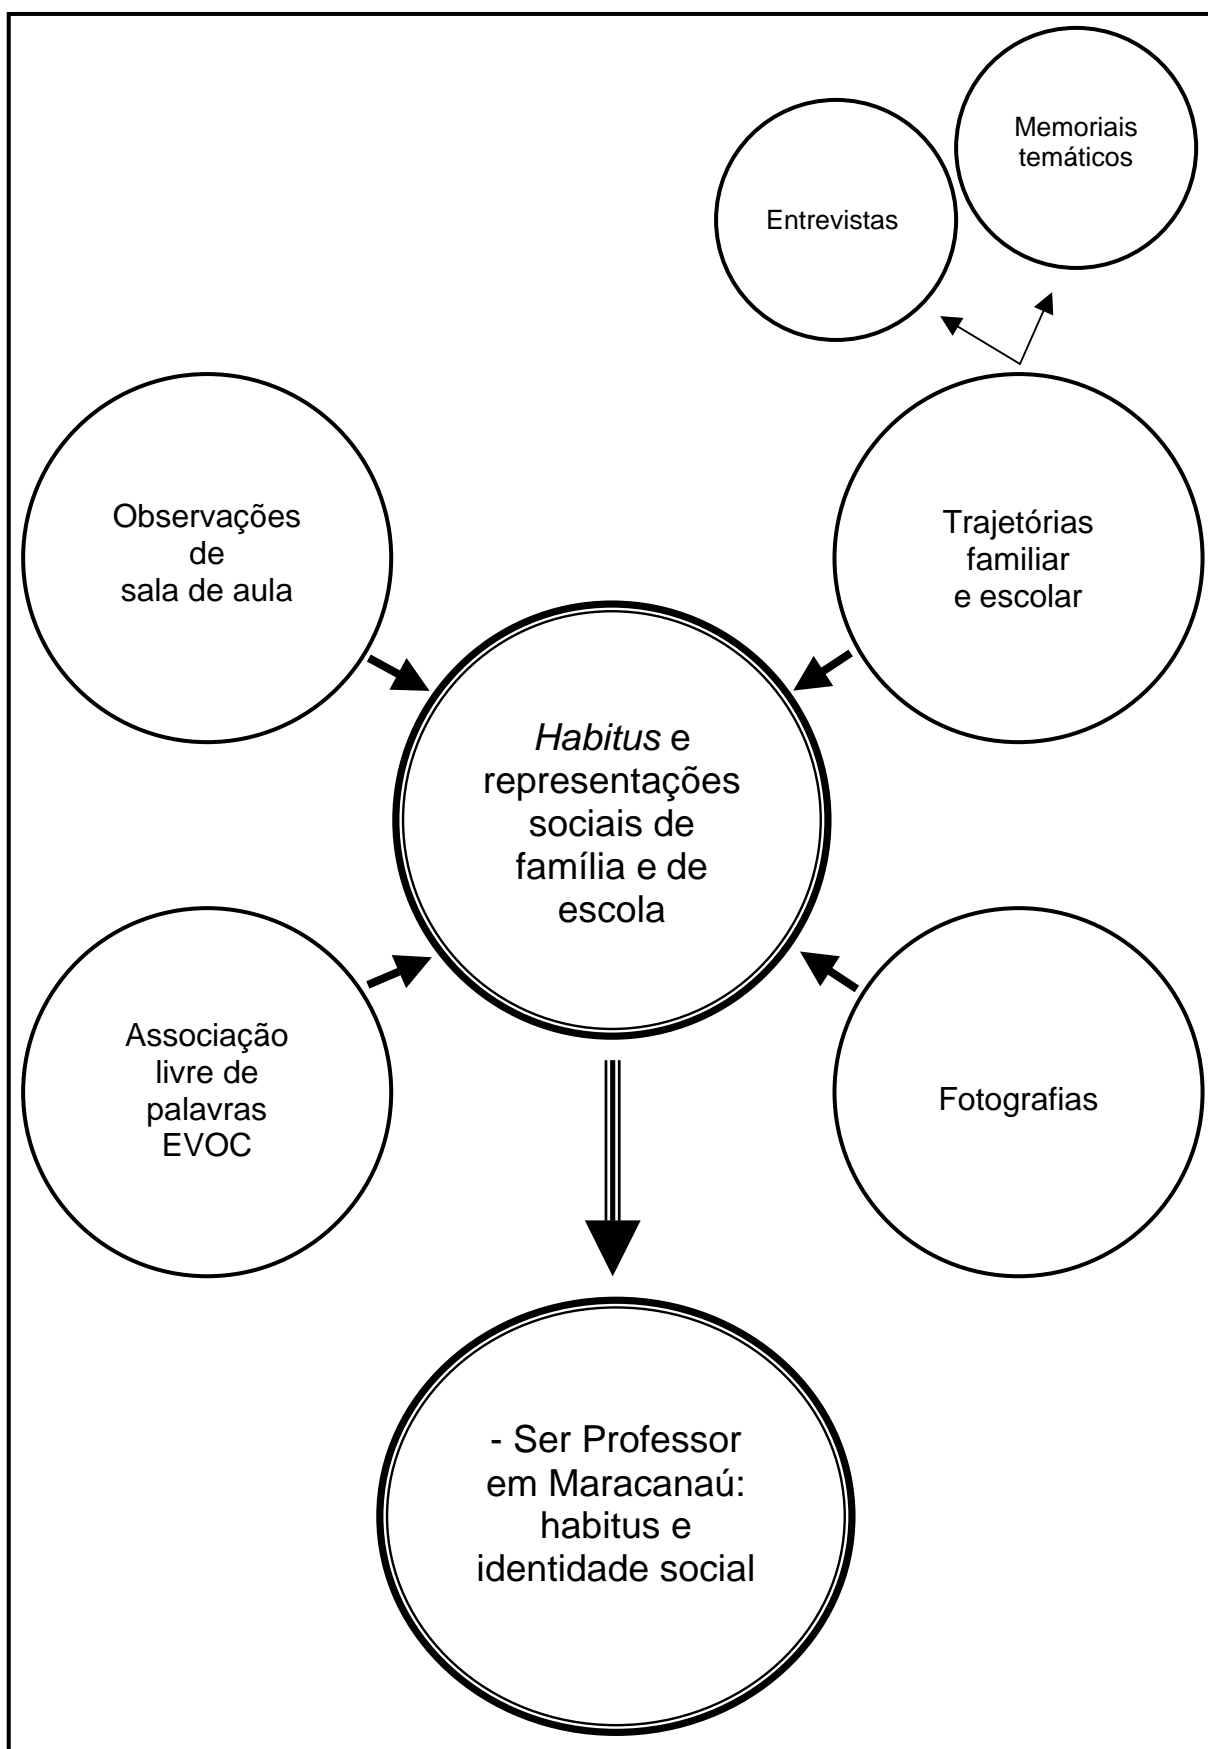 Memoriais
temáticos
Entrevistas
Observações
de
sala de aula
Trajetórias
familiar
e escolar
Habitus e
representações
sociais de
família e de
escola
Associação
livre de
palavras
EVOC
Fotografias
- Ser Professor
em Maracanaú:
habitus e
identidade social